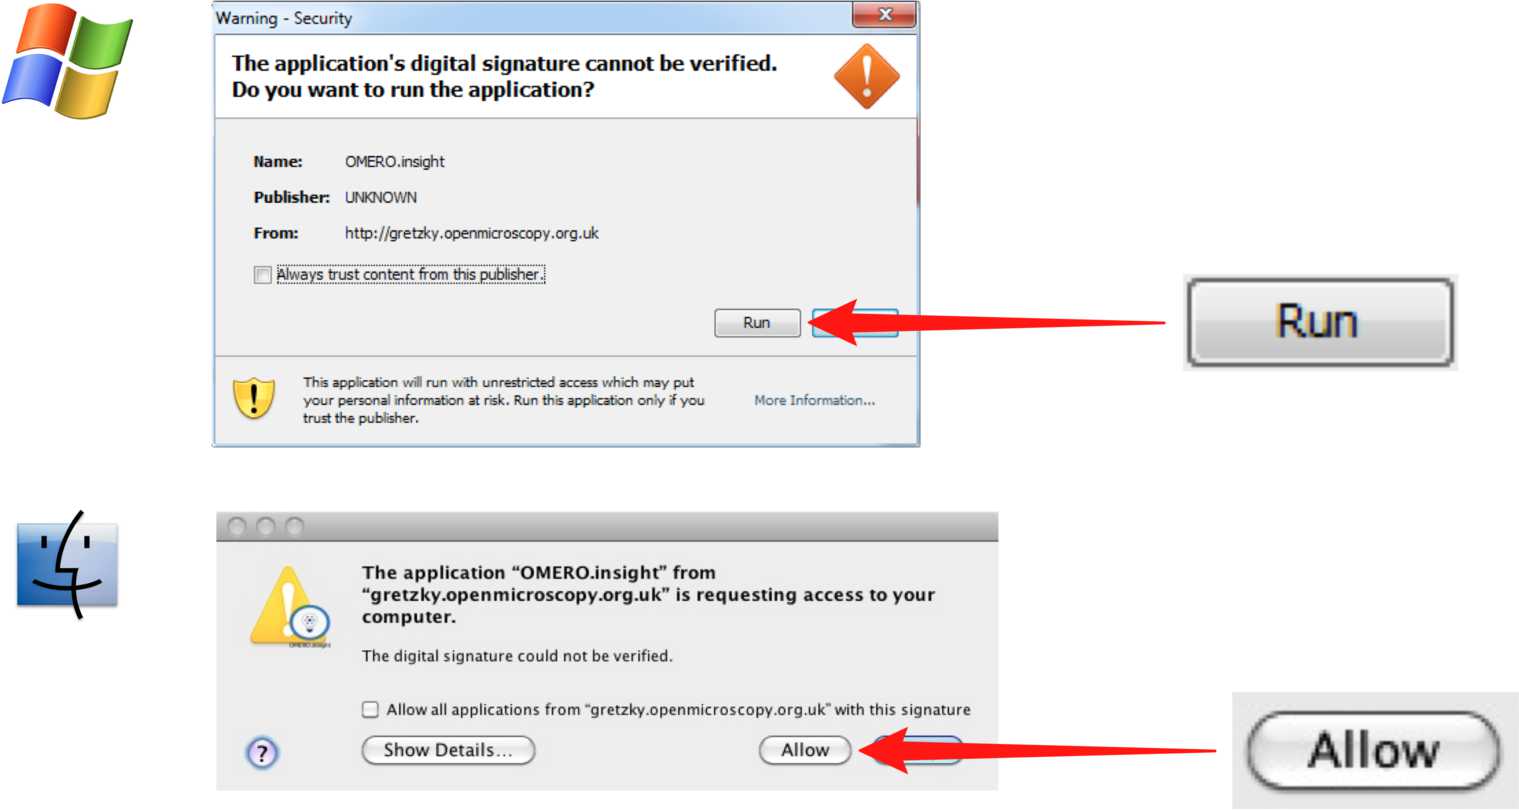 Warning - Security
The application's digital signature cannot be verified.
Do you want to run the application?
Name: OMERO.insight
Publisher: UNKNOWN
From: http://gretzky.openmicroscopy.org.uk
Always trust content from this publisher.
Run
Run
This application will run with unrestricted access which may put
your personal information at risk. Run this application only if you
trust the publisher.
More Information...
The application “OMERO.insight” from
“gretzky.openmicroscopy.org.uk” is requesting access to your
computer.
OMERO.insight
The digital signature could not be verified.
Allow all applications from “gretzky.openmicroscopy.org.uk” with this signature
?
Show Details...
Allow
Allow